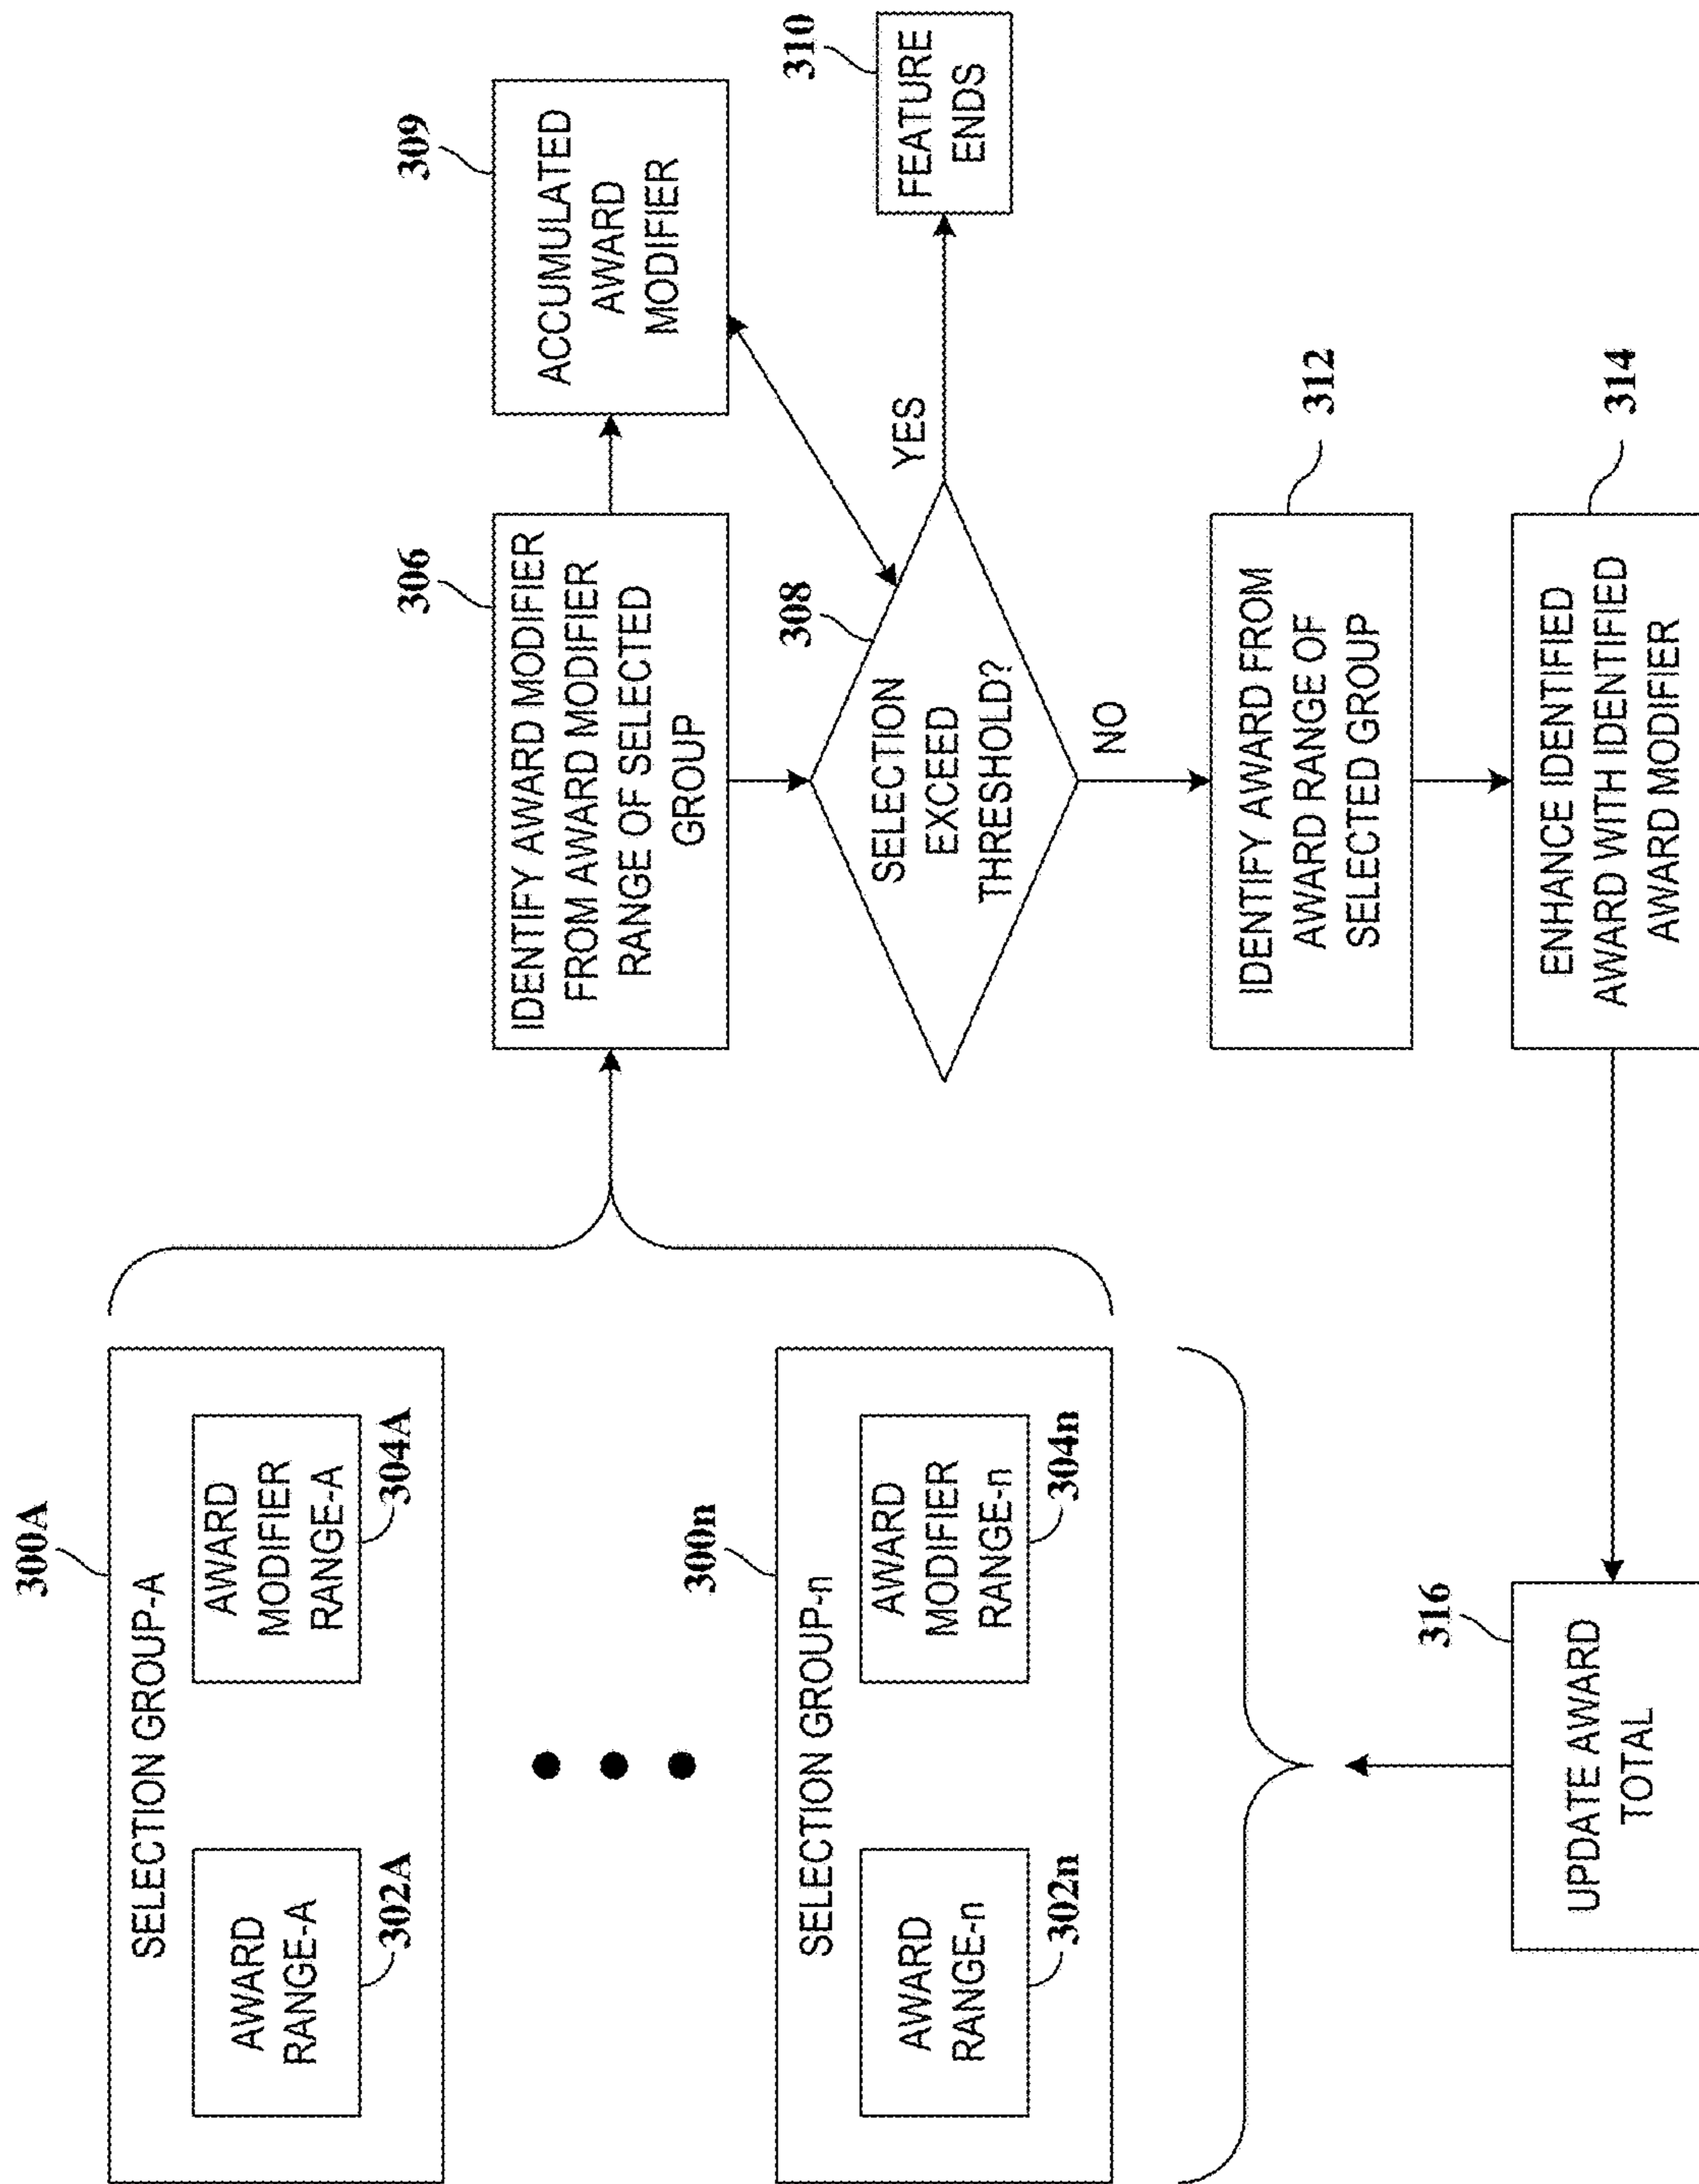 300A
SELECTION GROUP-A
AWARD
RANGE-A
302A
AWARD
MODIFIER
RANGE-A
304A
300n
SELECTION GROUP-n
AWARD
RANGE-n
302n
AWARD
MODIFIER
RANGE-n
304n
306
IDENTIFY AWARD MODIFIER
FROM AWARD MODIFIER
RANGE OF SELECTED
GROUP
309
ACCUMULATED
AWARD
MODIFIER
308
SELECTION
EXCEED
THRESHOLD?
YES
310
FEATURE
ENDS
NO
312
IDENTIFY AWARD FROM
AWARD RANGE OF
SELECTED GROUP
314
ENHANCE IDENTIFIED
AWARD WITH IDENTIFIED
AWARD MODIFIER
316
UPDATE AWARD
TOTAL